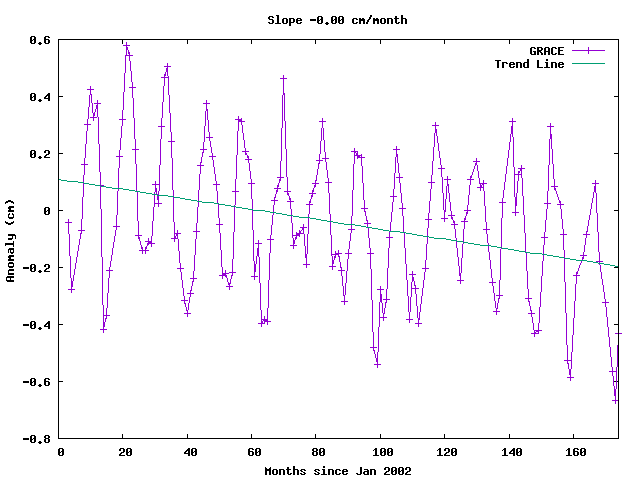 Slope -0.00 cm/month
GRACE
Trend Line
0.6
0.4
0.2
0
-0.2
-0.4
-0.6
-0.8
Anomaly (cm)
0 20 40 60 80 100 120 140 160
Months since Jan 2002